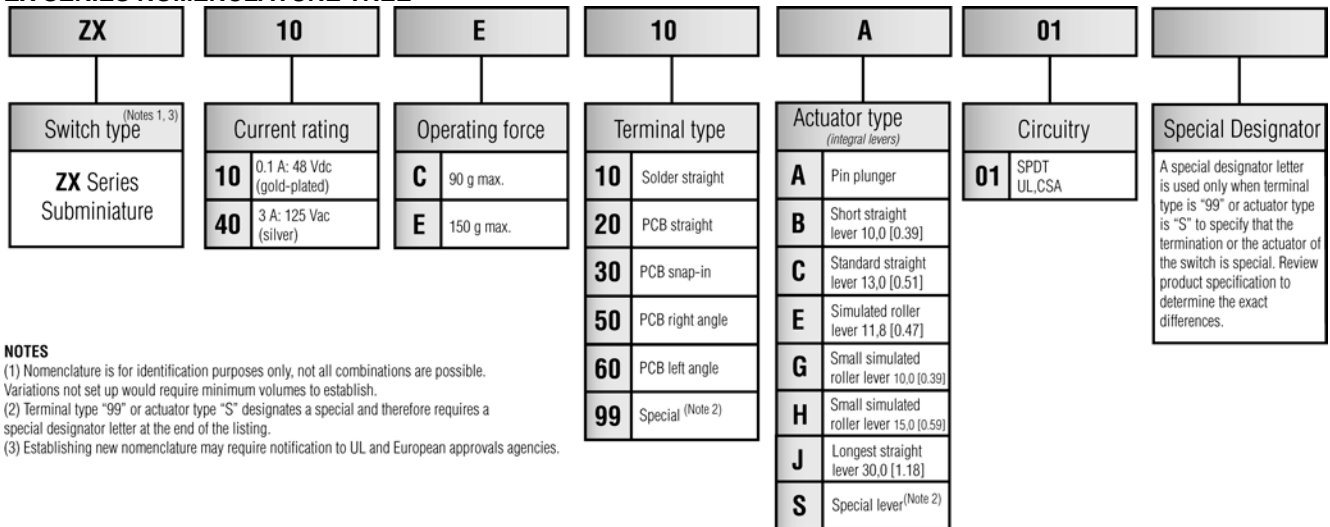 ZX SERIES NOMENCLATURE TREE
ZX
10
E
10
A
01
Switch type (Notes 1, 3)
ZX Series
Subminiature
Current rating
10 0.1 A: 48 Vdc
(gold-plated)
40 3 A: 125 Vac
(silver)
Operating force
C 90 g max.
E 150 g max.
Terminal type
10 Solder straight
20 PCB straight
30 PCB snap-in
50 PCB right angle
60 PCB left angle
99 Special (Note 2)
Actuator type
(integral levers)
A Pin plunger
B Short straight
lever 10,0 [0.39]
C Standard straight
lever 13,0 [0.51]
E Simulated roller
lever 11,8 [0.47]
G Small simulated
roller lever 10,0 [0.39]
H Small simulated
roller lever 15,0 [0.59]
J Longest straight
lever 30,0 [1.18]
S Special lever (Note 2)
Circuitry
01 SPDT
UL,CSA
Special Designator
A special designator letter
is used only when terminal
type is “99” or actuator type
is “S” to specify that the
termination or the actuator of
the switch is special. Review
product specification to
determine the exact
differences.
NOTES
(1) Nomenclature is for identification purposes only, not all combinations are possible.
Variations not set up would require minimum volumes to establish.
(2) Terminal type “99” or actuator type “S” designates a special and therefore requires a
special designator letter at the end of the listing.
(3) Establishing new nomenclature may require notification to UL and European approvals agencies.